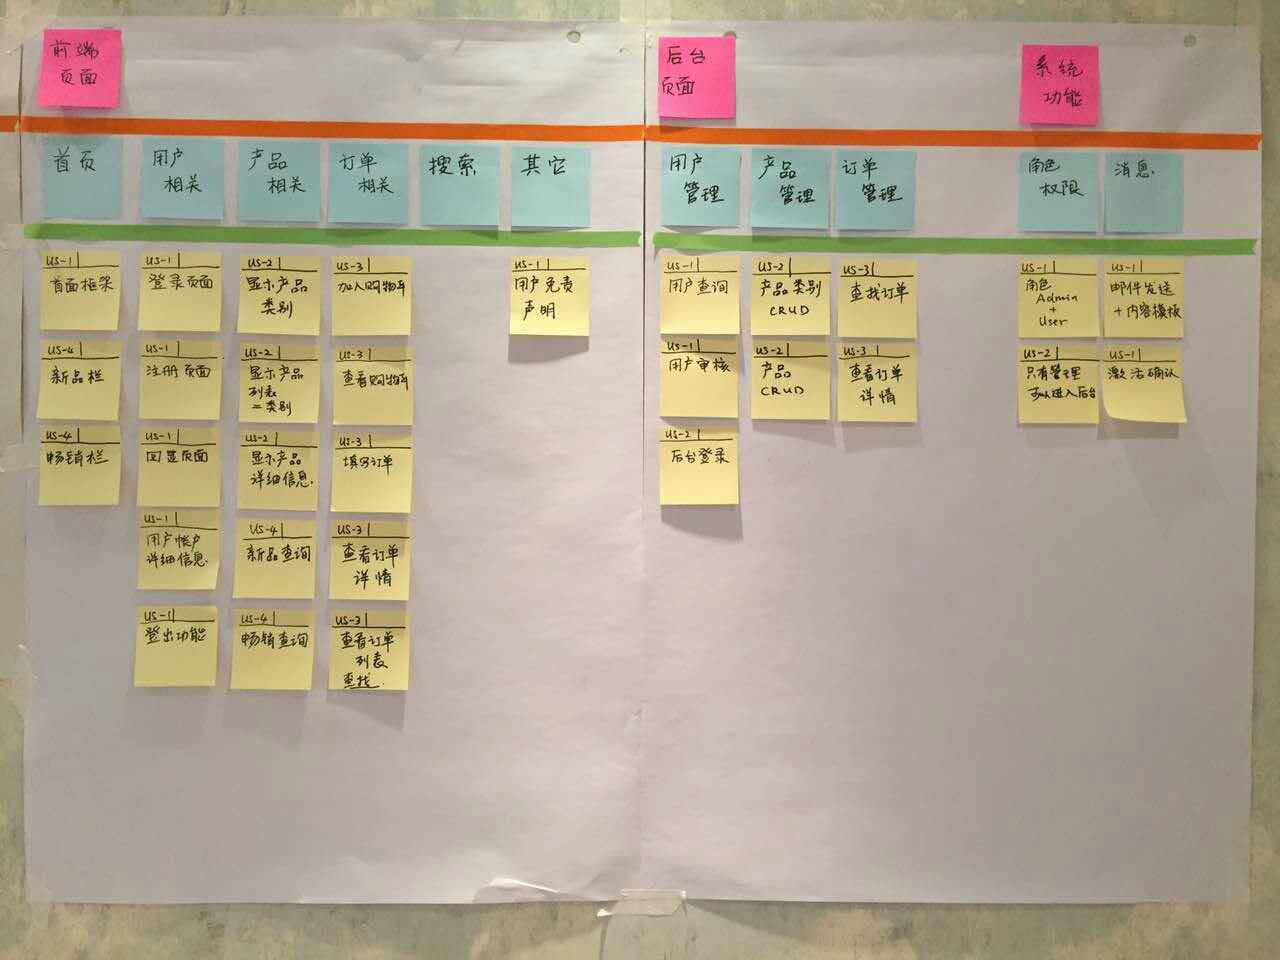 前端
页面
后台
页面
系统
功能
首页
用户
相关
产品
相关
订单
相关
搜索
其它
用户
管理
产品
管理
订单
管理
角色
权限
消息
US-1
首面框架
US-4
新品栏
US-4
畅销栏
US-1
登录页面
US-1
注册页面
US-1
页面
US-1
用户帐户
详细信息.
US-1
登出功能
US-2
显示产品
类别
US-2
显示产品
列表
=类别
US-2
显示产品
详细信息.
US-4
新品查询
US-4
畅销查询
US-3
加入购物车
US-3
查看购物车
US-3
填写订单
US-3
查看订单
详情
US-3
查看订单
列表
查找.
US-1
用户免责
声明
US-1
用户查询
US-1
用户审核
US-2
后台登录
US-2
产品类别
CRUD
US-2
产品
CRUD
US-3
查找订单
US-3
查看订单
详情
US-1
角色
Admin
+
User
US-2
只有管理
可以进入后台
US-1
邮件发送
+内容模板
US-1
激活确认